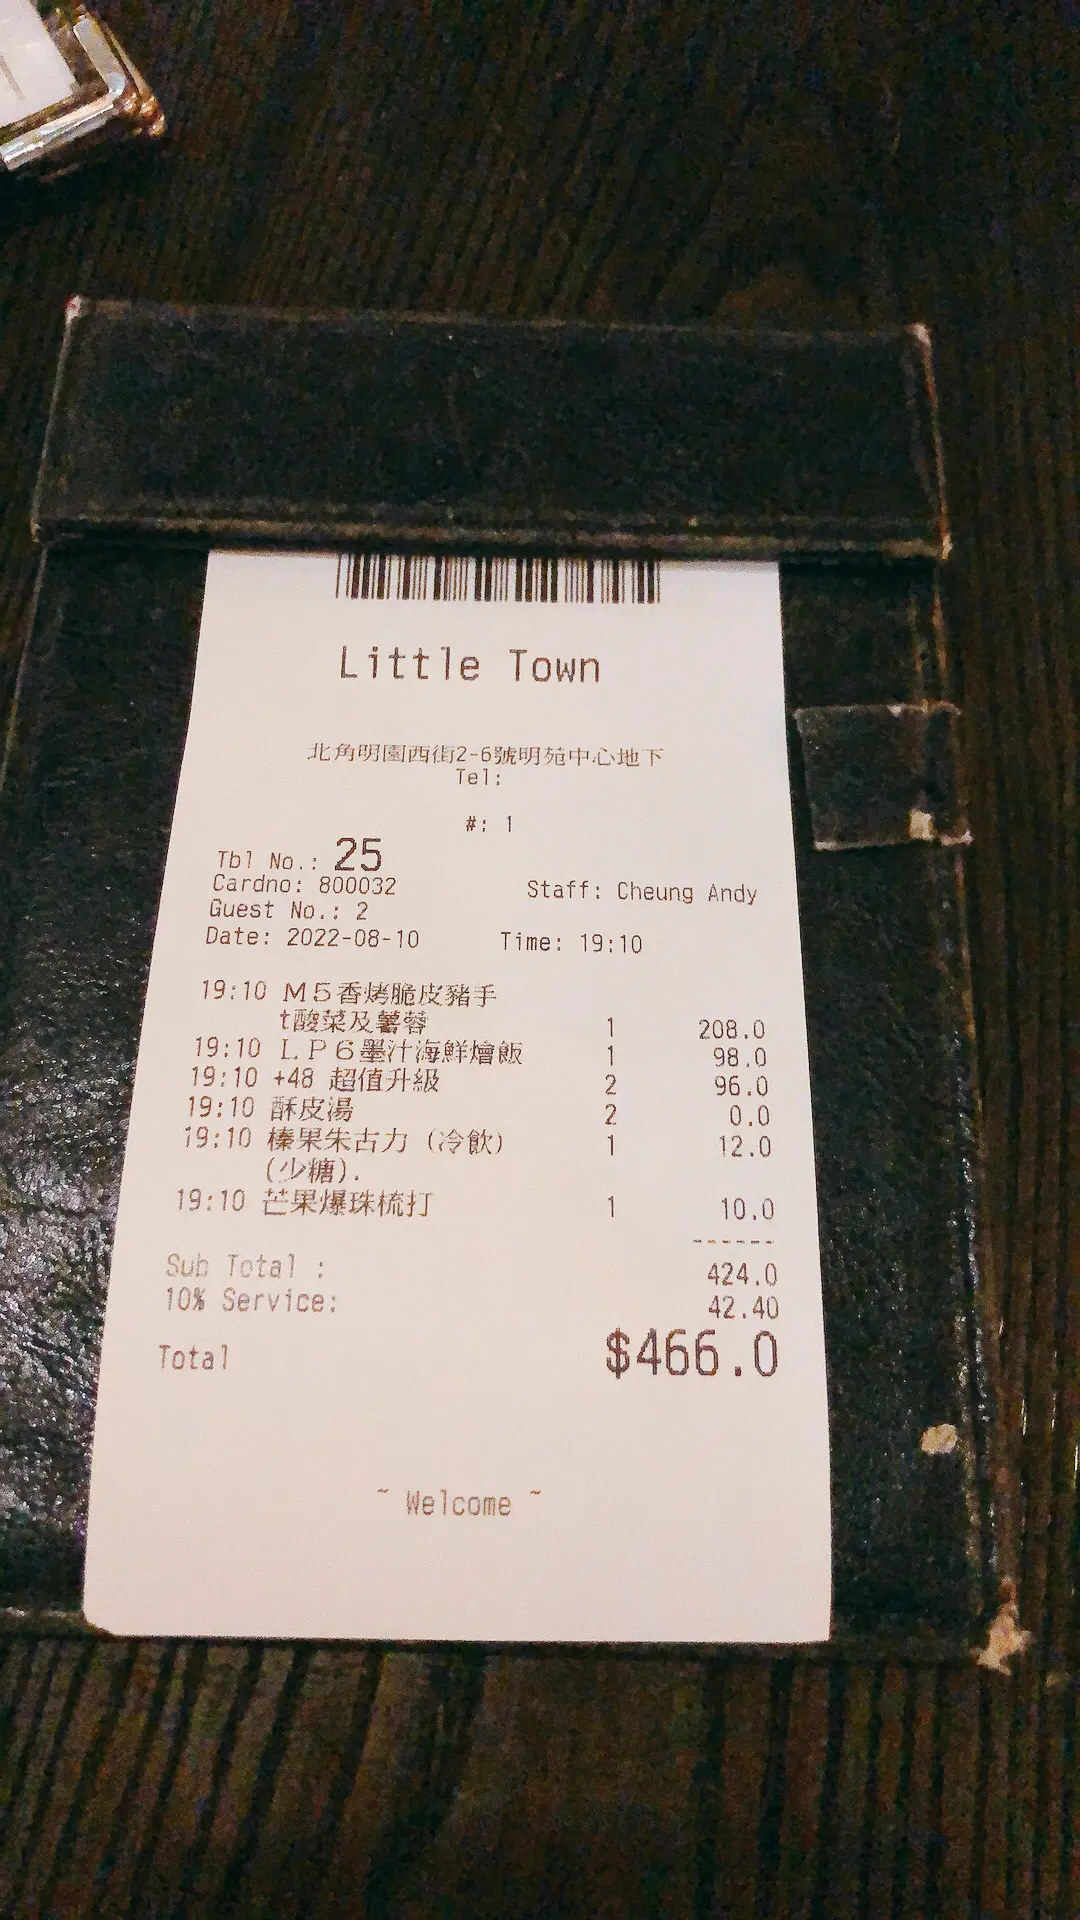 Little Town
北角明園西街2-6號明苑中心地下
Tel:
#: 1
Tbl No.: 25
Cardno: 800032 Staff: Cheung Andy
Guest No.: 2
Date: 2022-08-10 Time: 19:10
19:10 M5香烤脆皮豬手
t酸菜及薯蓉 1 208.0
19:10 LP6墨汁海鮮燴飯 1 98.0
19:10 +48 超值升級 2 96.0
19:10 酥皮湯 2 0.0
19:10 榛果朱古力 (冷飲) 1 12.0
(少糖).
19:10 芒果爆珠梳打 1 10.0
------
Sub Total : 424.0
10% Service: 42.40
Total $466.0
~ Welcome ~